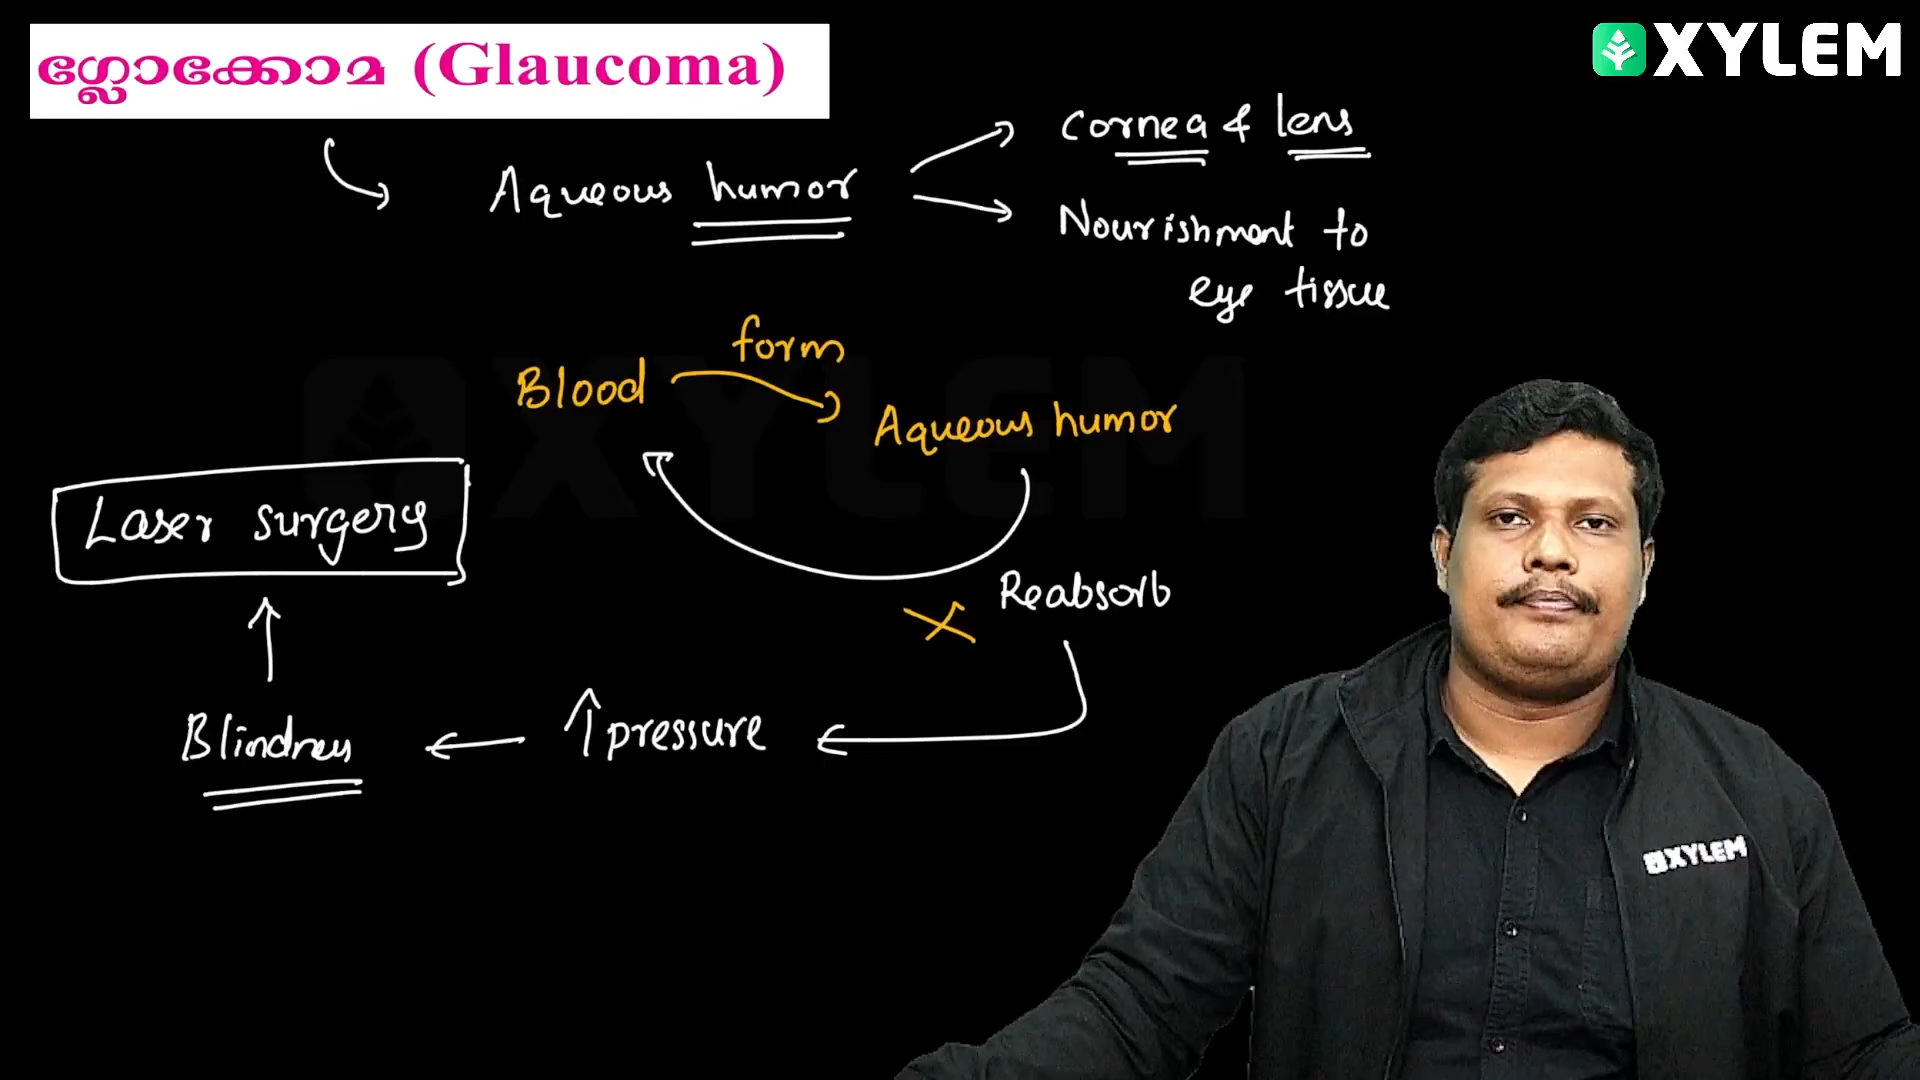 ഗ്ലോക്കോമ (Glaucoma)
XYLEM
cornea & lens
Aqueous humor
Nourishment to
eye tissue
form
Blood
Aqueous humor
XYLEM
Laser surgery
Reabsorb
↑ pressure
Blindness
XYLEM